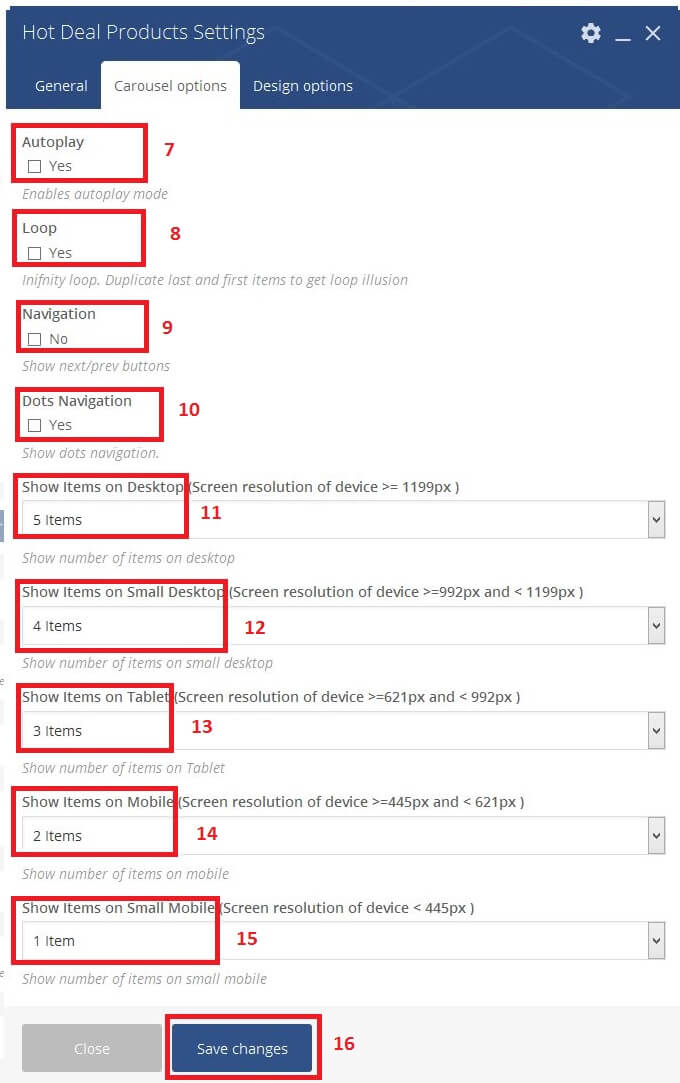 Hot Deal Products Settings
General Carousel options Design options
Autoplay
7
Yes
Enables autoplay mode
Loop
8
Yes
Inifnity loop. Duplicate last and first items to get loop illusion
Navigation
9
No
Show next/prev buttons
Dots Navigation
10
Yes
Show dots navigation.
Show Items on Desktop (Screen resolution of device >= 1199px )
11
5 Items
Show number of items on desktop
Show Items on Small Desktop (Screen resolution of device >=992px and < 1199px )
4 Items
12
Show number of items on small desktop
Show Items on Tablet (Screen resolution of device >=621px and < 992px )
3 Items
13
Show number of items on Tablet
Show Items on Mobile (Screen resolution of device >=445px and < 621px )
2 Items
14
Show number of items on mobile
Show Items on Small Mobile (Screen resolution of device < 445px )
1 Item
15
Show number of items on small mobile
Close Save changes 16